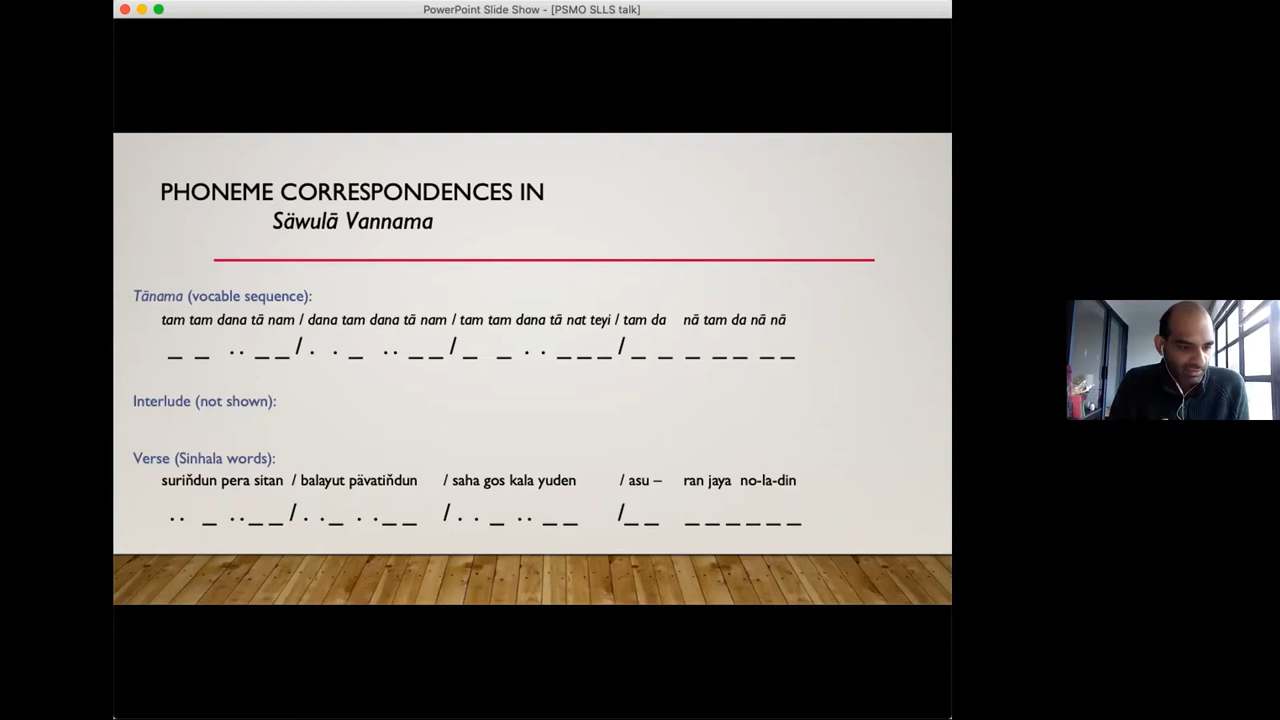 PowerPoint Slide Show - [PSMO SLLS talk]
PHONEME CORRESPONDENCES IN
Säwulā Vannama
Tānama (vocable sequence):
tam tam dana tā nam / dana tam dana tā nam / tam tam dana tā nat teyi / tam da nā tam da nā nā
_ _ . . _ _ / . . _ . . _ _ / _ _ . . _ _ _ / _ _ _ _ _ _ _
Interlude (not shown):
Verse (Sinhala words):
suriňdun pera sitan / balayut pävatiňdun / saha gos kala yuden / asu – ran jaya no-la-din
. . _ . . _ _ / . . _ . . _ _ / . . _ . . _ _ / _ _ _ _ _ _ _ _